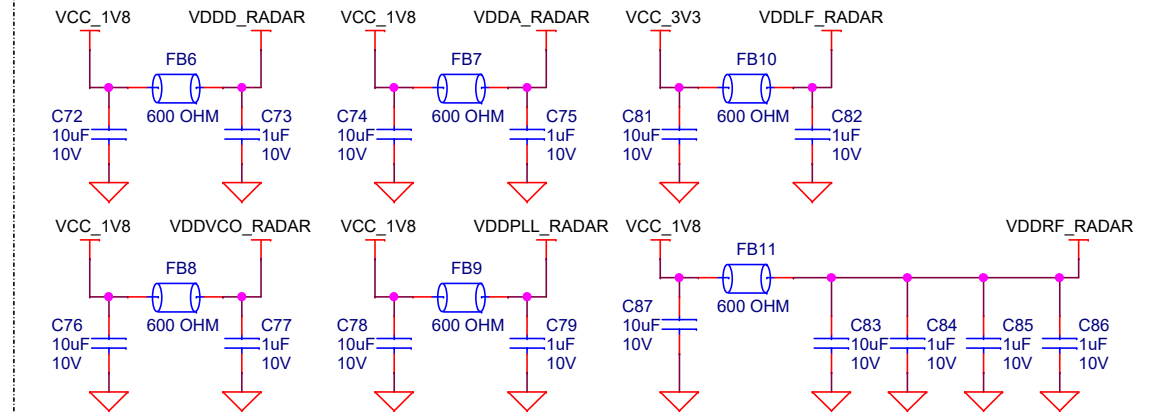 VCC_1V8 VDDD_RADAR
FB6
600 OHM
C72
10uF
10V
C73
1uF
10V
VCC_1V8 VDDA_RADAR
FB7
600 OHM
C74
10uF
10V
C75
1uF
10V
VCC_3V3 VDDLF_RADAR
FB10
600 OHM
C81
10uF
10V
C82
1uF
10V
VCC_1V8 VDDVCO_RADAR
FB8
600 OHM
C76
10uF
10V
C77
1uF
10V
VCC_1V8 VDDPLL_RADAR
FB9
600 OHM
C78
10uF
10V
C79
1uF
10V
VCC_1V8 VDDRF_RADAR
FB11
600 OHM
C87
10uF
10V
C83
10uF
10V
C84
1uF
10V
C85
1uF
10V
C86
1uF
10V